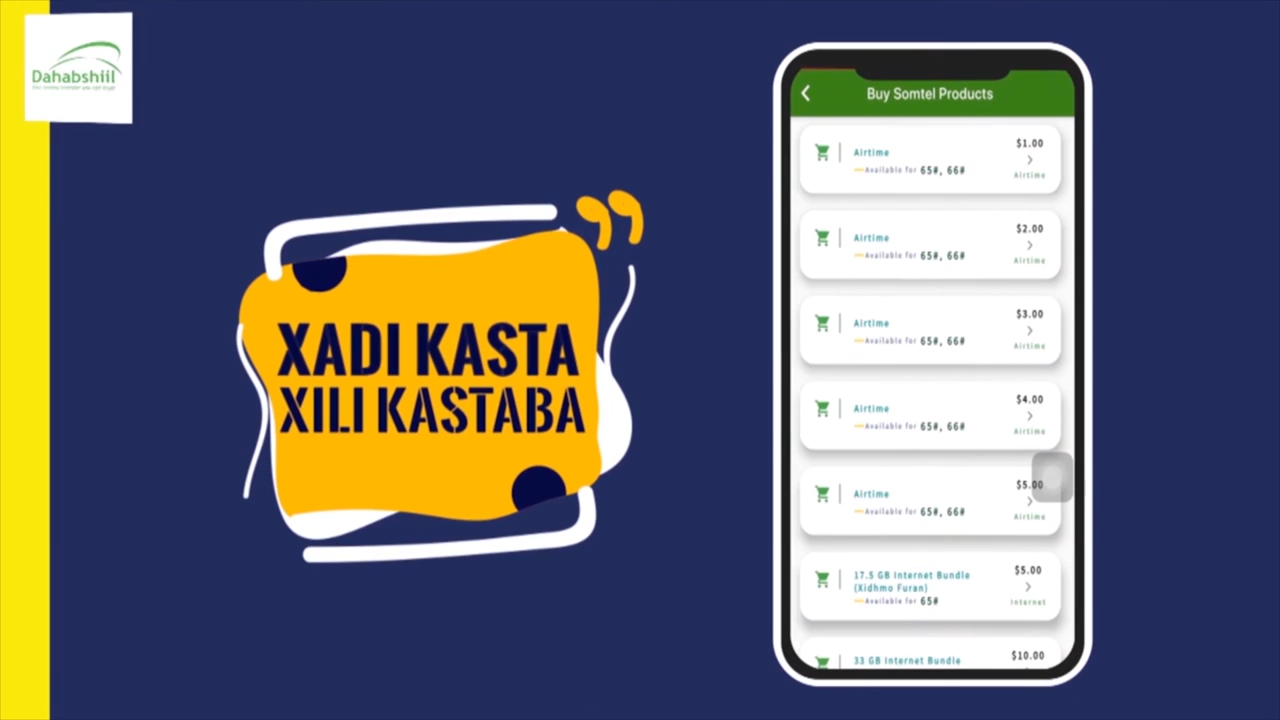 Dahabshiil
XADI KASTA
XILI KASTABA
Buy Somtel Products
Airtime
Available for 65#, 66#
$1.00
Airtime
Airtime
Available for 65#, 66#
$2.00
Airtime
Airtime
Available for 65#, 66#
$3.00
Airtime
Airtime
Available for 65#, 66#
$4.00
Airtime
Airtime
Available for 65#, 66#
$5.00
Airtime
17.5 GB Internet Bundle
(Xidhmo Furan)
Available for 65#
$5.00
Internet
33 GB Internet Bundle
$10.00